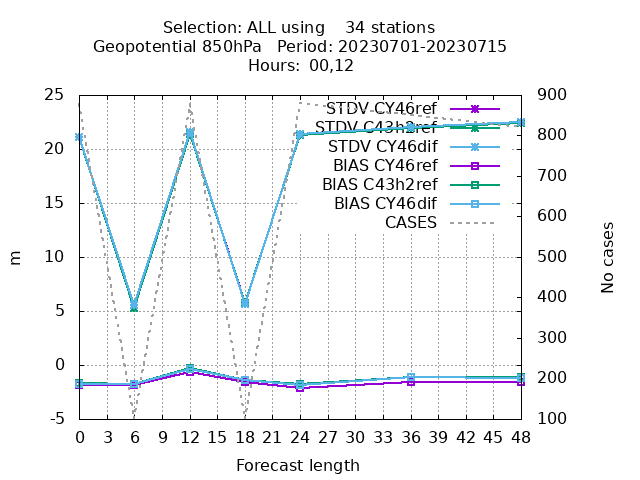 Selection: ALL using    34 stations
Geopotential 850hPa   Period: 20230701-20230715
Hours:  00,12
25 900
STDV CY46ref
STDV C43h2ref
800
20 STDV CY46dif
BIAS CY46ref
700
BIAS C43h2ref
15 BIAS CY46dif
600
CASES
10 500
400
5
300
0
200
-5 100
0 3 6 9 12 15 18 21 24 27 30 33 36 39 42 45 48
Forecast length
m
No cases